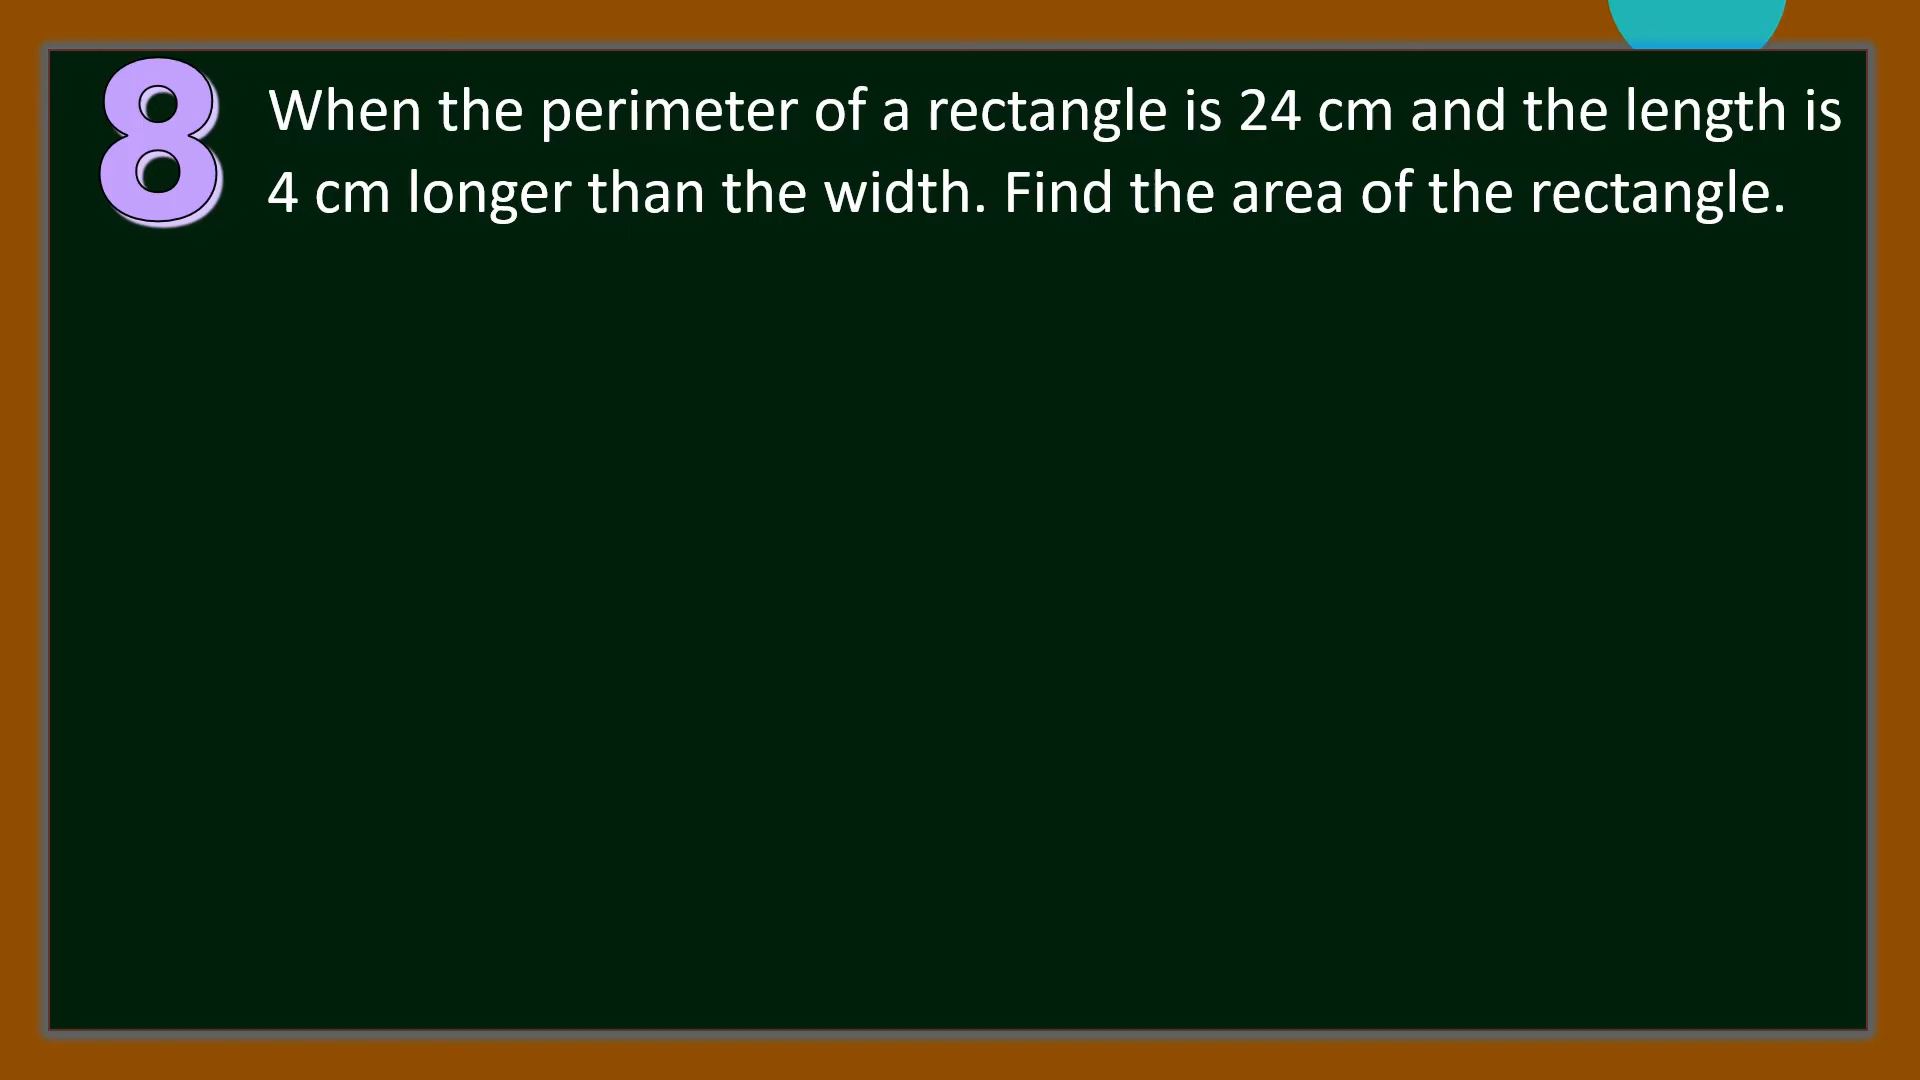 8
When the perimeter of a rectangle is 24 cm and the length is
4 cm longer than the width. Find the area of the rectangle.